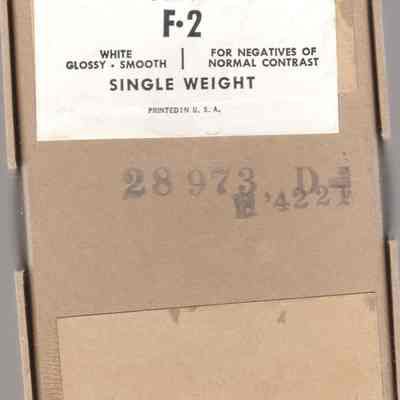 F·2
WHITE
GLOSSY · SMOOTH
FOR NEGATIVES OF
NORMAL CONTRAST
SINGLE WEIGHT
PRINTED IN U. S. A.
28 973